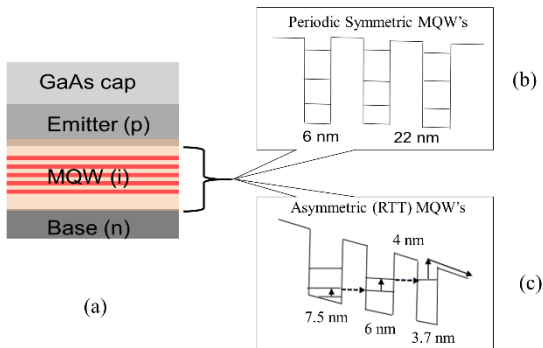 Periodic Symmetric MQW's
6 nm
22 nm
(b)
GaAs cap
Emitter (p)
MQW (i)
Base (n)
(a)
Asymmetric (RTT) MQW's
4 nm
7.5 nm
6 nm
3.7 nm
(c)